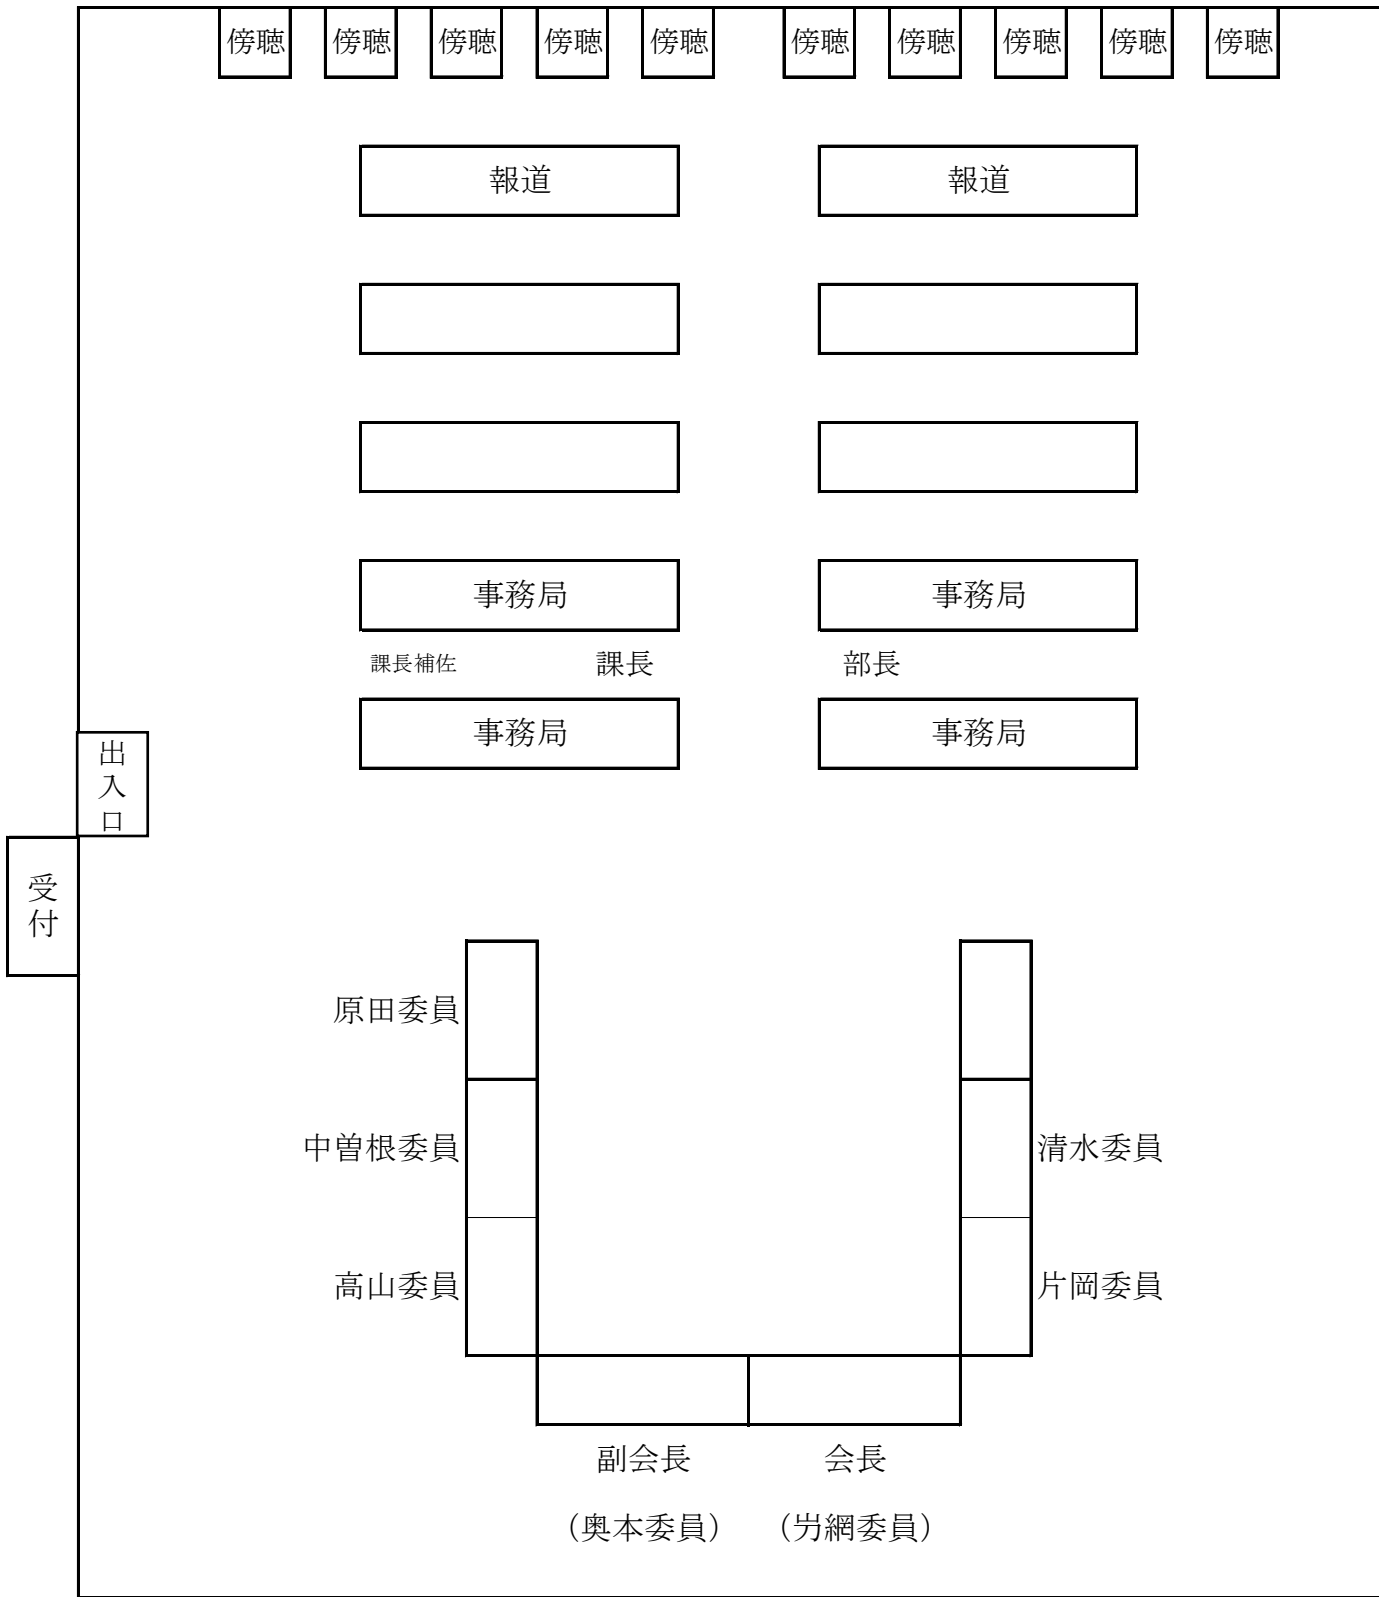 傍聴 傍聴 傍聴 傍聴 傍聴 傍聴 傍聴 傍聴 傍聴 傍聴
報道 報道
事務局 事務局
課長補佐 課長 部長
事務局 事務局
出入口
受付
原田委員
中曽根委員 清水委員
高山委員 片岡委員
副会長 会長
（奥本委員） （屶網委員）